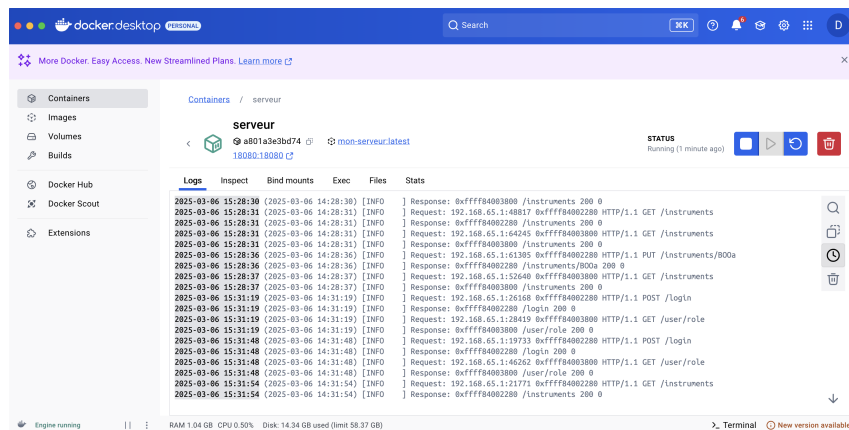 docker.desktop PERSONAL Search ⌘K 6 D
More Docker. Easy Access. New Streamlined Plans. Learn more
Containers
Images
Volumes
Builds
Docker Hub
Docker Scout
Extensions
Containers / serveur
serveur
a801a3e3bd74 mon-serveur:latest
18080:18080
STATUS
Running (1 minute ago)
Logs Inspect Bind mounts Exec Files Stats
2025-03-06 15:28:30 (2025-03-06 14:28:30) [INFO ] Response: 0xffff84003800 /instruments 200 0
2025-03-06 15:28:31 (2025-03-06 14:28:31) [INFO ] Request: 192.168.65.1:48817 0xffff84002280 HTTP/1.1 GET /instruments
2025-03-06 15:28:31 (2025-03-06 14:28:31) [INFO ] Response: 0xffff84002280 /instruments 200 0
2025-03-06 15:28:31 (2025-03-06 14:28:31) [INFO ] Request: 192.168.65.1:64245 0xffff84003800 HTTP/1.1 GET /instruments
2025-03-06 15:28:31 (2025-03-06 14:28:31) [INFO ] Response: 0xffff84003800 /instruments 200 0
2025-03-06 15:28:36 (2025-03-06 14:28:36) [INFO ] Request: 192.168.65.1:61305 0xffff84002280 HTTP/1.1 PUT /instruments/BOOa
2025-03-06 15:28:36 (2025-03-06 14:28:36) [INFO ] Response: 0xffff84002280 /instruments/BOOa 200 0
2025-03-06 15:28:37 (2025-03-06 14:28:37) [INFO ] Request: 192.168.65.1:52640 0xffff84003800 HTTP/1.1 GET /instruments
2025-03-06 15:28:37 (2025-03-06 14:28:37) [INFO ] Response: 0xffff84003800 /instruments 200 0
2025-03-06 15:31:19 (2025-03-06 14:31:19) [INFO ] Request: 192.168.65.1:26168 0xffff84002280 HTTP/1.1 POST /login
2025-03-06 15:31:19 (2025-03-06 14:31:19) [INFO ] Response: 0xffff84002280 /login 200 0
2025-03-06 15:31:19 (2025-03-06 14:31:19) [INFO ] Request: 192.168.65.1:28419 0xffff84003800 HTTP/1.1 GET /user/role
2025-03-06 15:31:19 (2025-03-06 14:31:19) [INFO ] Response: 0xffff84003800 /user/role 200 0
2025-03-06 15:31:48 (2025-03-06 14:31:48) [INFO ] Request: 192.168.65.1:19733 0xffff84002280 HTTP/1.1 POST /login
2025-03-06 15:31:48 (2025-03-06 14:31:48) [INFO ] Response: 0xffff84002280 /login 200 0
2025-03-06 15:31:48 (2025-03-06 14:31:48) [INFO ] Request: 192.168.65.1:46262 0xffff84003800 HTTP/1.1 GET /user/role
2025-03-06 15:31:48 (2025-03-06 14:31:48) [INFO ] Response: 0xffff84003800 /user/role 200 0
2025-03-06 15:31:54 (2025-03-06 14:31:54) [INFO ] Request: 192.168.65.1:21771 0xffff84002280 HTTP/1.1 GET /instruments
2025-03-06 15:31:54 (2025-03-06 14:31:54) [INFO ] Response: 0xffff84002280 /instruments 200 0
Engine running RAM 1.04 GB CPU 0.50% Disk: 14.34 GB used (limit 58.37 GB) >_ Terminal New version available